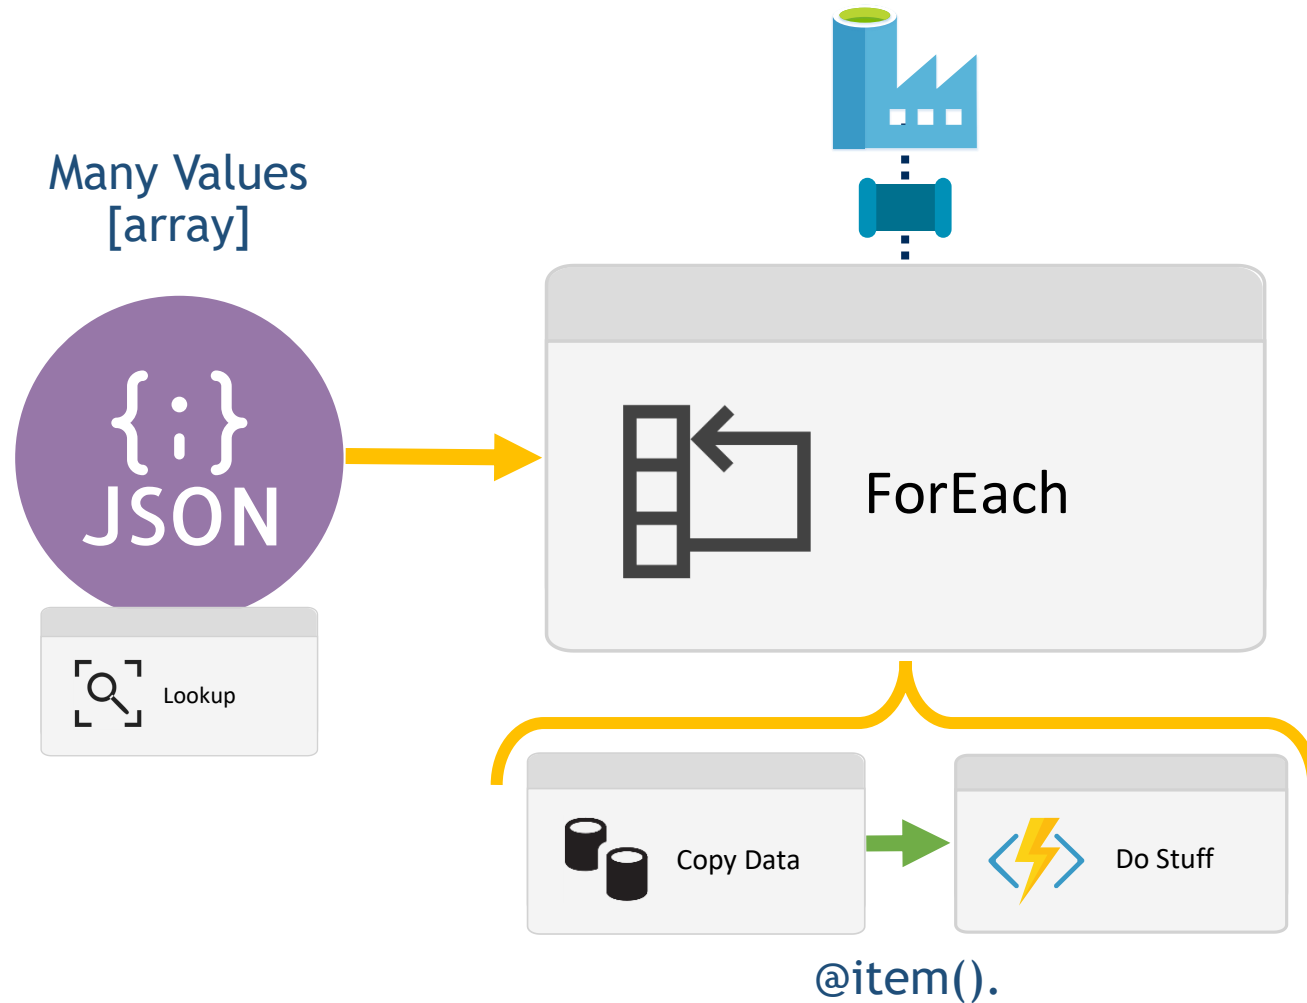 Many Values
[array]
{;}
JSON
Lookup
ForEach
Copy Data
Do Stuff
@item().